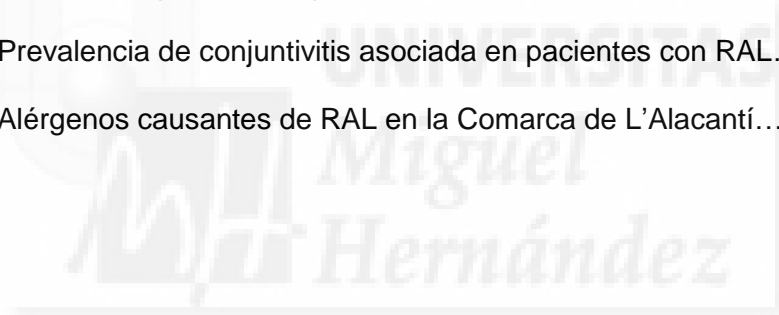 Prevalencia de conjuntivitis asociada en pacientes con RAL.
Alérgenos causantes de RAL en la Comarca de L’Alacantí…
UNIVERSITAS
Miguel
Hernández